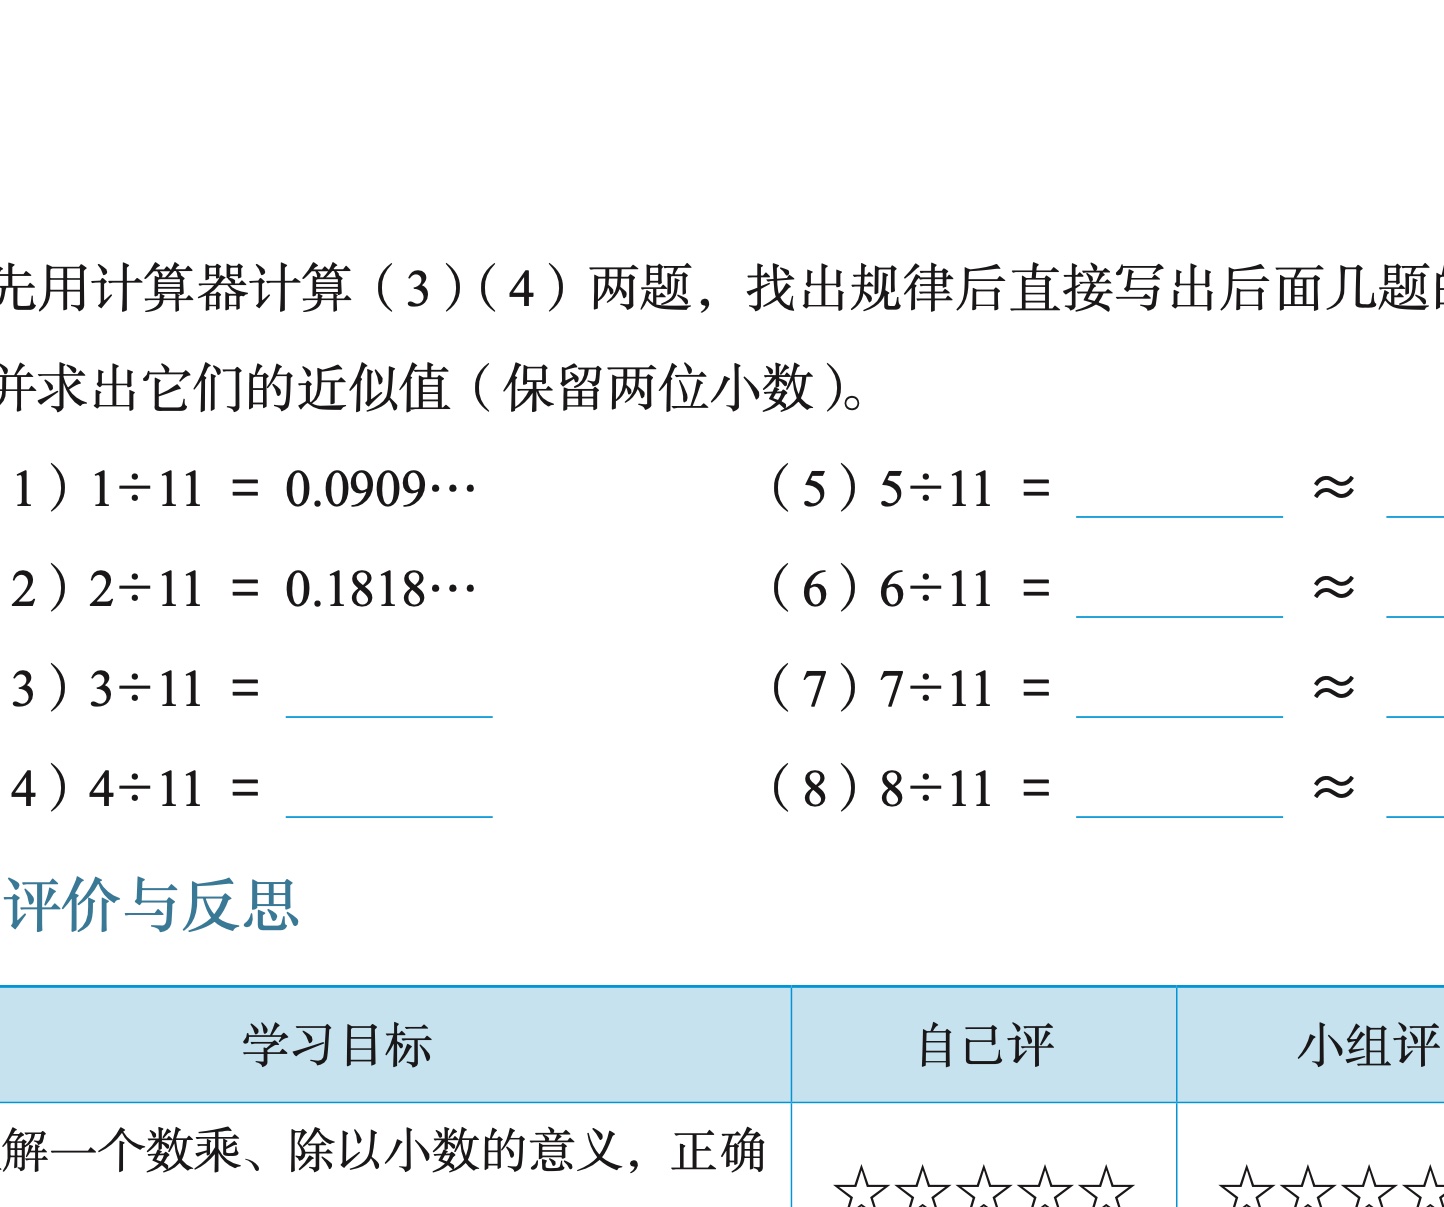 先用计算器计算（3）（4）两题，找出规律后直接写出后面几题
并求出它们的近似值（保留两位小数）。
1）1÷11 = 0.0909… （5）5÷11 = ≈
2）2÷11 = 0.1818… （6）6÷11 = ≈
3）3÷11 = （7）7÷11 = ≈
4）4÷11 = （8）8÷11 = ≈
评价与反思
学习目标 自己评 小组评
解一个数乘、除以小数的意义，正确